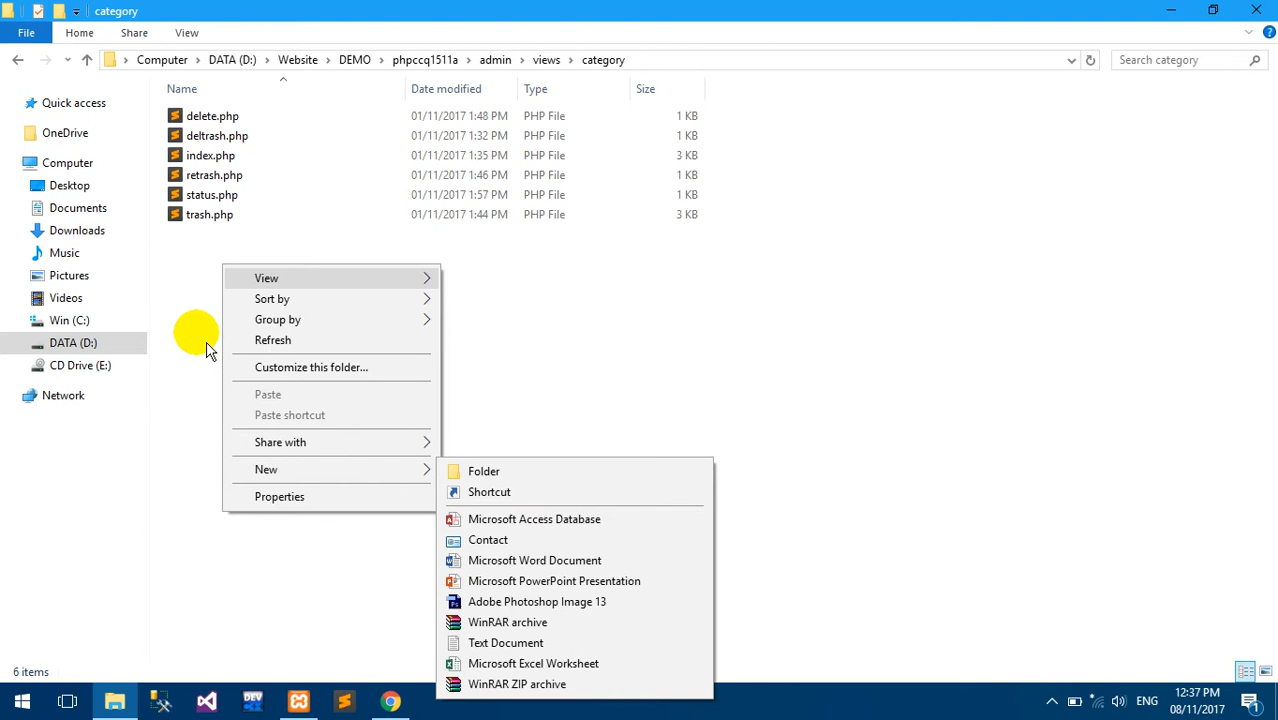 category
File Home Share View
Computer DATA (D:) Website DEMO phpccq1511a admin views category
Search category
Name Date modified Type Size
Quick access
OneDrive
Computer
Desktop
Documents
Downloads
Music
Pictures
Videos
Win (C:)
DATA (D:)
CD Drive (E:)
Network
delete.php 01/11/2017 1:48 PM PHP File 1 KB
deltrash.php 01/11/2017 1:32 PM PHP File 1 KB
index.php 01/11/2017 1:35 PM PHP File 3 KB
retrash.php 01/11/2017 1:46 PM PHP File 1 KB
status.php 01/11/2017 1:57 PM PHP File 1 KB
trash.php 01/11/2017 1:44 PM PHP File 3 KB
View
Sort by
Group by
Refresh
Customize this folder...
Paste
Paste shortcut
Share with
New
Properties
Folder
Shortcut
Microsoft Access Database
Contact
Microsoft Word Document
Microsoft PowerPoint Presentation
Adobe Photoshop Image 13
WinRAR archive
Text Document
Microsoft Excel Worksheet
WinRAR ZIP archive
6 items
DEV
ENG
12:37 PM
08/11/2017
1